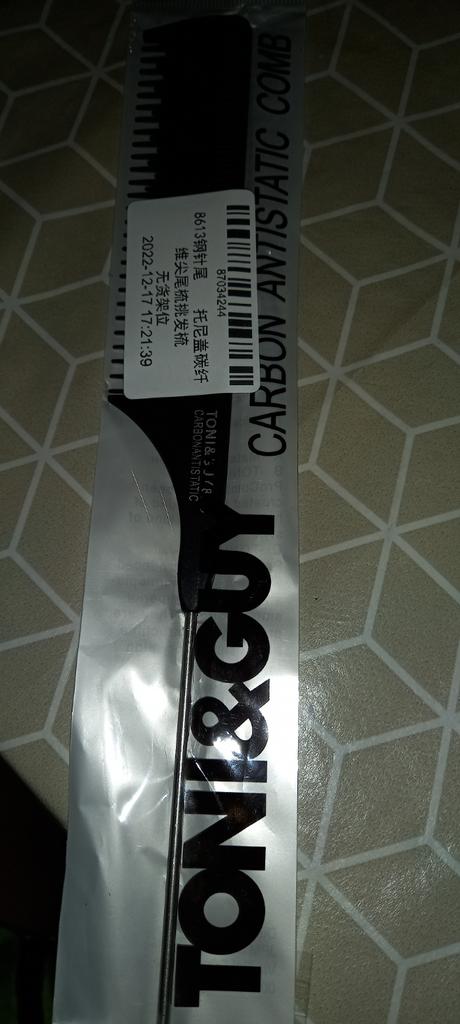 TONI&GUY
CARBON ANTISTATIC COMB
87034244
8613钢针尾 托尼盖碳纤
维尖尾梳挑发梳
无货架位
2022-12-17 17:21:39
TONI&
CARBONANTISTATIC